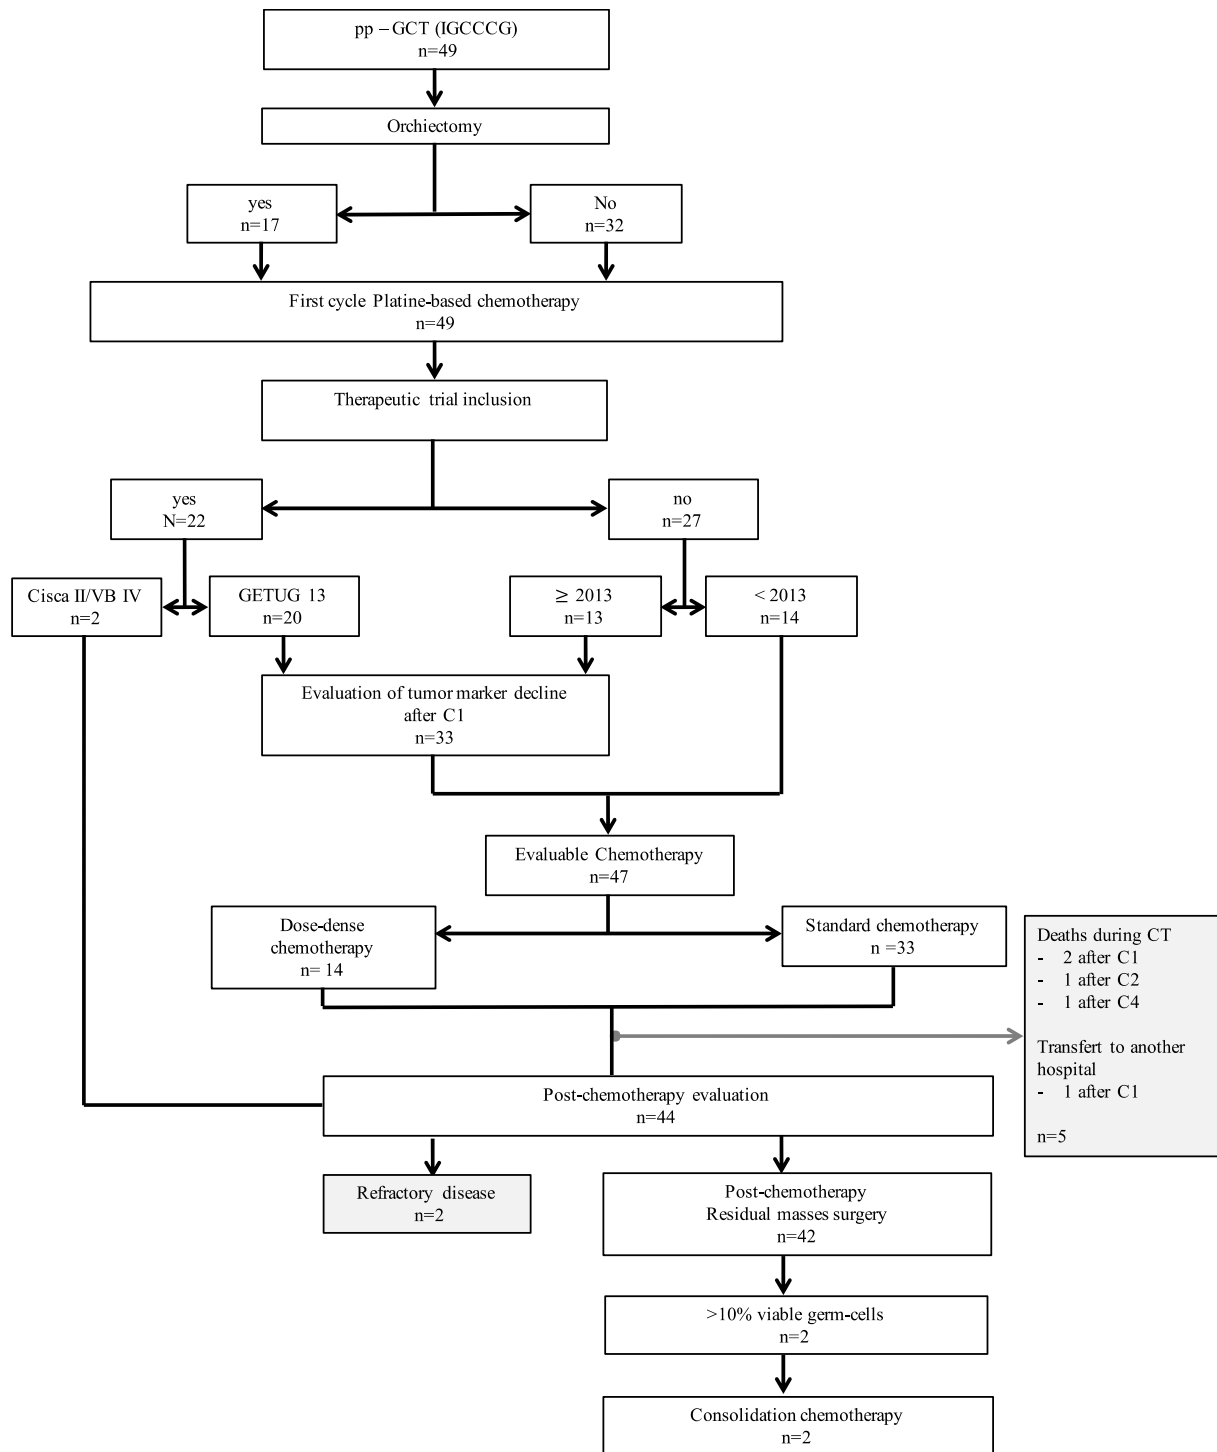 pp – GCT (IGCCCG)
n=49
Orchiectomy
yes
n=17
No
n=32
First cycle Platine-based chemotherapy
n=49
Therapeutic trial inclusion
yes
N=22
no
n=27
Cisca II/VB IV
n=2
GETUG 13
n=20
≥ 2013
n=13
< 2013
n=14
Evaluation of tumor marker decline
after C1
n=33
Evaluable Chemotherapy
n=47
Dose-dense
chemotherapy
n= 14
Standard chemotherapy
n =33
Deaths during CT
- 2 after C1
- 1 after C2
- 1 after C4
Transfert to another
hospital
- 1 after C1
n=5
Post-chemotherapy evaluation
n=44
Refractory disease
n=2
Post-chemotherapy
Residual masses surgery
n=42
>10% viable germ-cells
n=2
Consolidation chemotherapy
n=2